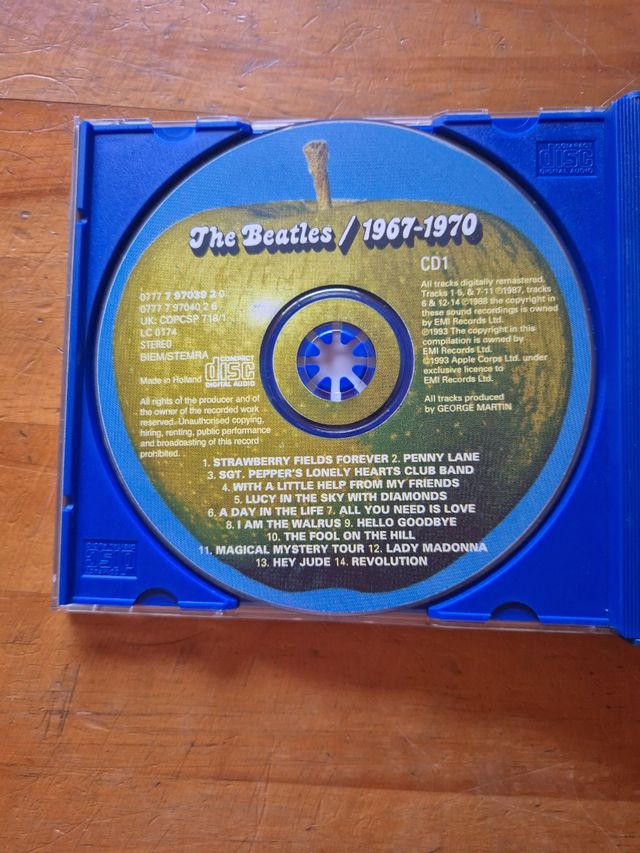 COMPACT
DISC
DIGITAL AUDIO
The Beatles / 1967-1970
CD1
0777 7 97039 2 0
0777 7 97040 2 6
UK: CDPCSP 718/1
LC 0174
STEREO
BIEM/STEMRA
COMPACT
DISC
DIGITAL AUDIO
Made in Holland
All rights of the producer and of
the owner of the recorded work
reserved. Unauthorised copying,
hiring, renting, public performance
and broadcasting of this record
prohibited.
All tracks digitally remastered.
Tracks 1-5, & 7-11 ℗1987, tracks
6 & 12-14 ℗1988 the copyright in
these sound recordings is owned
by EMI Records Ltd.
℗1993 The copyright in this
compilation is owned by
EMI Records Ltd.
©1993 Apple Corps Ltd. under
exclusive licence to
EMI Records Ltd.
All tracks produced
by GEORGE MARTIN
1. STRAWBERRY FIELDS FOREVER 2. PENNY LANE
3. SGT. PEPPER'S LONELY HEARTS CLUB BAND
4. WITH A LITTLE HELP FROM MY FRIENDS
5. LUCY IN THE SKY WITH DIAMONDS
6. A DAY IN THE LIFE 7. ALL YOU NEED IS LOVE
8. I AM THE WALRUS 9. HELLO GOODBYE
10. THE FOOL ON THE HILL
11. MAGICAL MYSTERY TOUR 12. LADY MADONNA
13. HEY JUDE 14. REVOLUTION